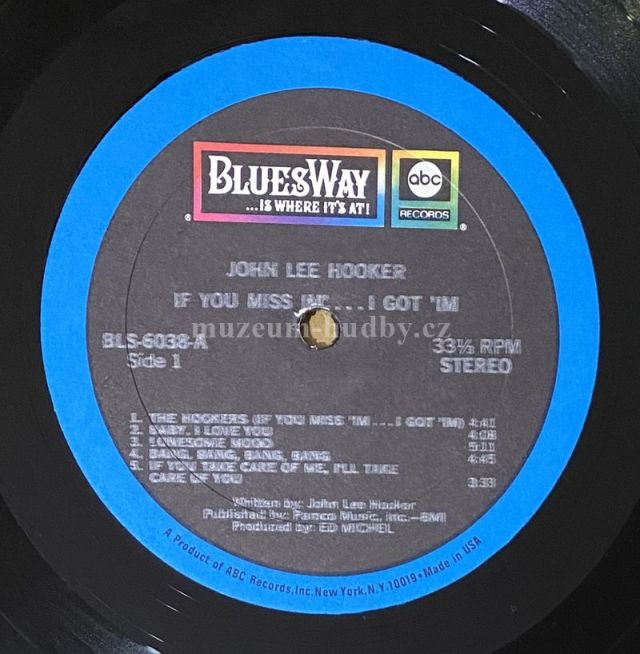 BLUESWAY
...IS WHERE IT'S AT!
®
abc
RECORDS
®
JOHN LEE HOOKER
IF YOU MISS 'IM . . . I GOT 'IM
muzeum-hudby.cz
BLS-6038-A
Side 1
33⅓ RPM
STEREO
1. THE HOOKERS (IF YOU MISS 'IM . . . I GOT 'IM) 4:41
2. BABY, I LOVE YOU 4:08
3. LONESOME MOOD 5:11
4. BANG, BANG, BANG, BANG 4:45
5. IF YOU TAKE CARE OF ME, I'LL TAKE
CARE OF YOU 3:33
Written by: John Lee Hooker
Published by: Pamco Music, Inc.—BMI
Produced by: ED MICHEL
A Product of ABC Records, Inc. New York, N.Y. 10019 • Made in USA